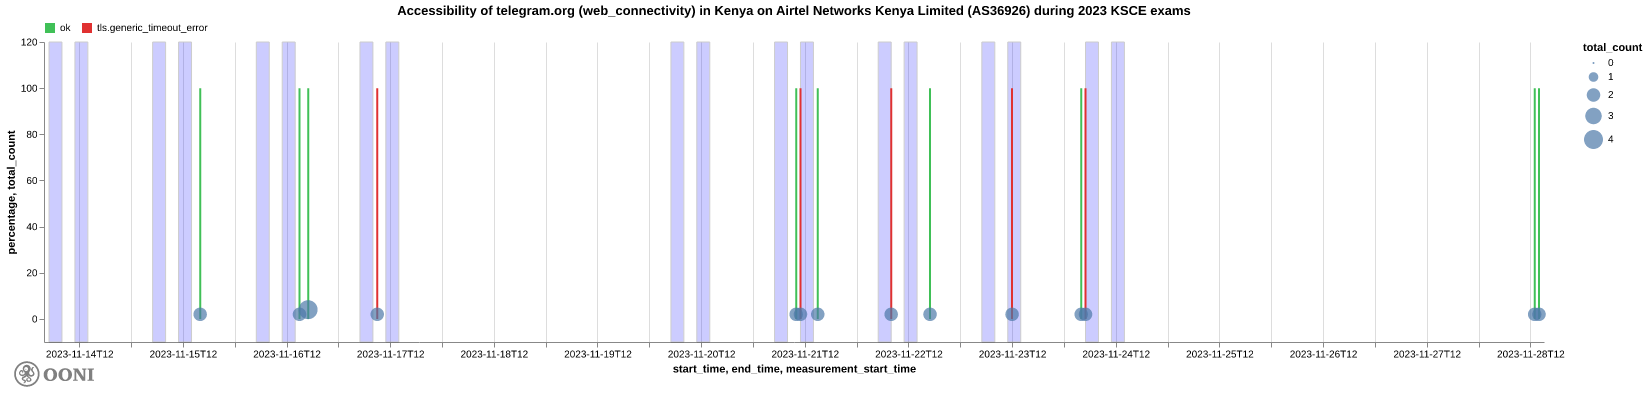 Accessibility of telegram.org (web_connectivity) in Kenya on Airtel Networks Kenya Limited (AS36926) during 2023 KSCE exams
ok tls.generic_timeout_error
total_count
0
1
2
3
4
percentage, total_count
120
100
80
60
40
20
0
2023-11-14T12 2023-11-15T12 2023-11-16T12 2023-11-17T12 2023-11-18T12 2023-11-19T12 2023-11-20T12 2023-11-21T12 2023-11-22T12 2023-11-23T12 2023-11-24T12 2023-11-25T12 2023-11-26T12 2023-11-27T12 2023-11-28T12
start_time, end_time, measurement_start_time
OONI